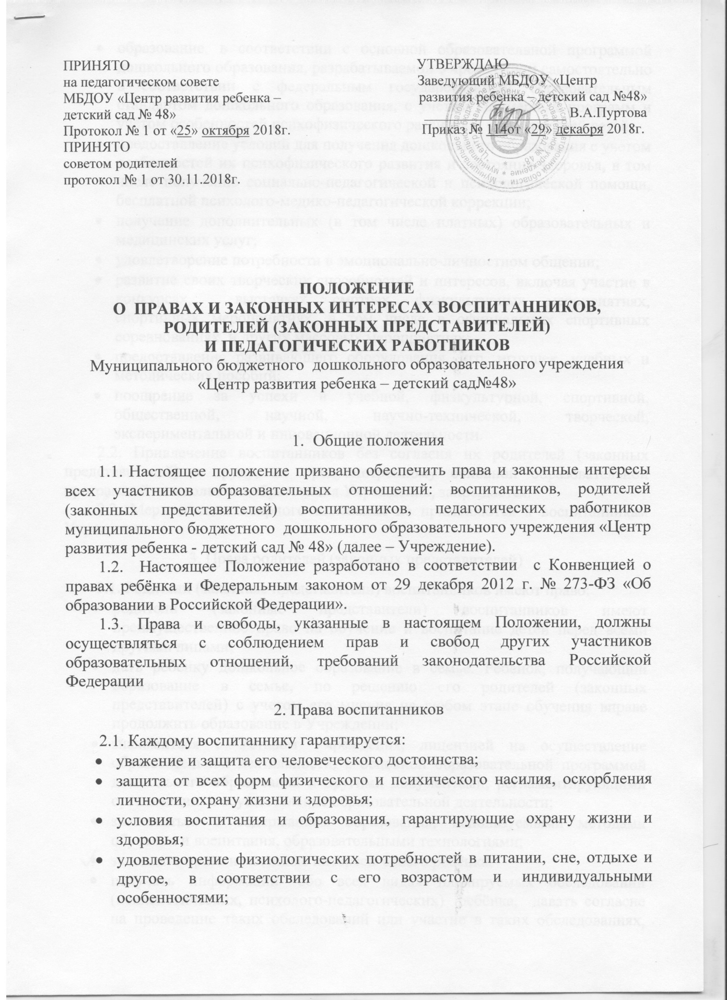 ПРИНЯТО
на педагогическом совете
МБДОУ «Центр развития ребенка –
детский сад № 48»
Протокол № 1 от «25» октября 2018г.
ПРИНЯТО
советом родителей
протокол № 1 от 30.11.2018г.
УТВЕРЖДАЮ
Заведующий МБДОУ «Центр
развития ребенка – детский сад №48»
В.А.Пуртова
Приказ № 114от «29» декабря 2018г.
ПОЛОЖЕНИЕ
О ПРАВАХ И ЗАКОННЫХ ИНТЕРЕСАХ ВОСПИТАННИКОВ,
РОДИТЕЛЕЙ (ЗАКОННЫХ ПРЕДСТАВИТЕЛЕЙ)
И ПЕДАГОГИЧЕСКИХ РАБОТНИКОВ
Муниципального бюджетного дошкольного образовательного учреждения
«Центр развития ребенка – детский сад№48»
1. Общие положения
1.1. Настоящее положение призвано обеспечить права и законные интересы
всех участников образовательных отношений: воспитанников, родителей
(законных представителей) воспитанников, педагогических работников
муниципального бюджетного дошкольного образовательного учреждения «Центр
развития ребенка - детский сад № 48» (далее – Учреждение).
1.2. Настоящее Положение разработано в соответствии с Конвенцией о
правах ребёнка и Федеральным законом от 29 декабря 2012 г. № 273-ФЗ «Об
образовании в Российской Федерации».
1.3. Права и свободы, указанные в настоящем Положении, должны
осуществляться с соблюдением прав и свобод других участников
образовательных отношений, требований законодательства Российской
Федерации
2. Права воспитанников
2.1. Каждому воспитаннику гарантируется:
• уважение и защита его человеческого достоинства;
• защита от всех форм физического и психического насилия, оскорбления
личности, охрану жизни и здоровья;
• условия воспитания и образования, гарантирующие охрану жизни и
здоровья;
• удовлетворение физиологических потребностей в питании, сне, отдыхе и
другое, в соответствии с его возрастом и индивидуальными
особенностями;